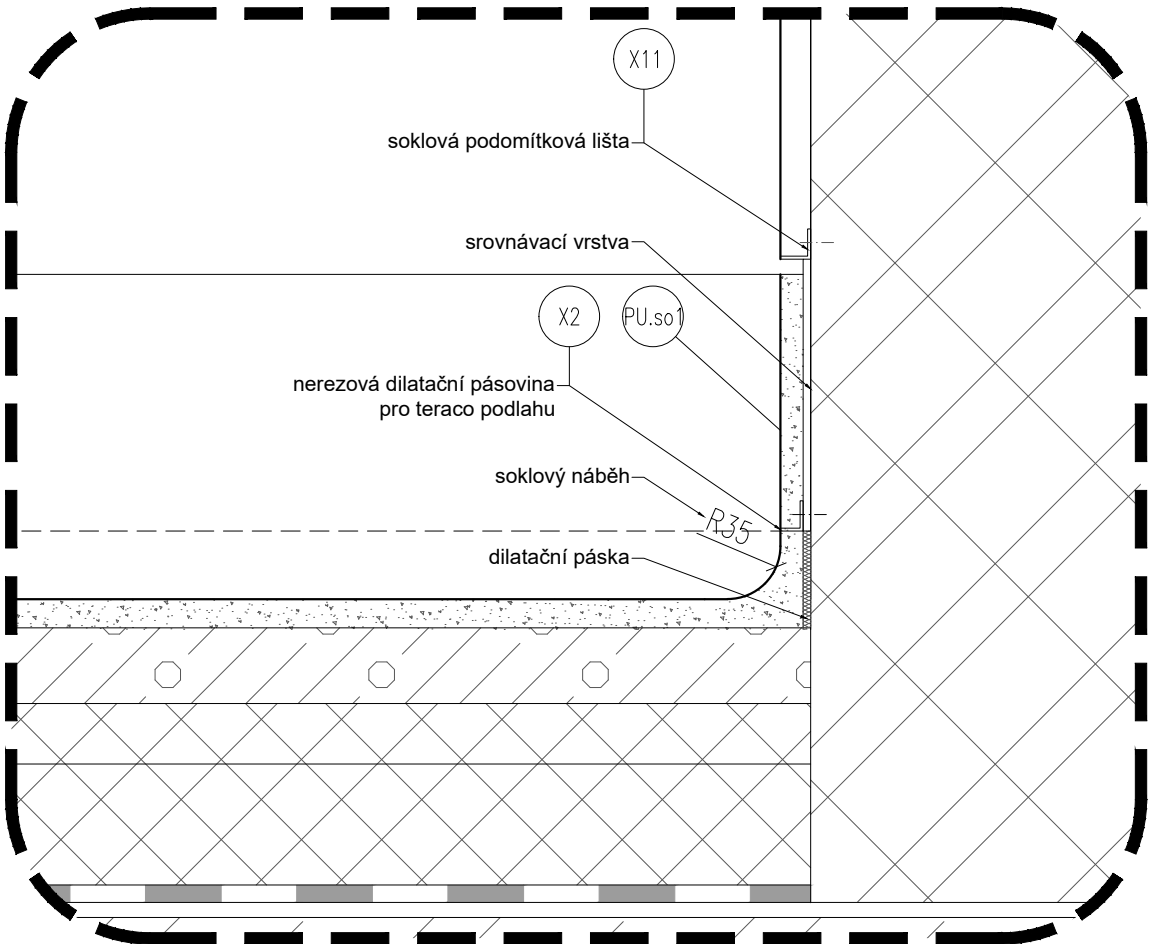 X11
soklová podomítková lišta
srovnávací vrstva
X2
PU.so1
nerezová dilatační pásovina
pro teraco podlahu
soklový náběh
R35
dilatační páska